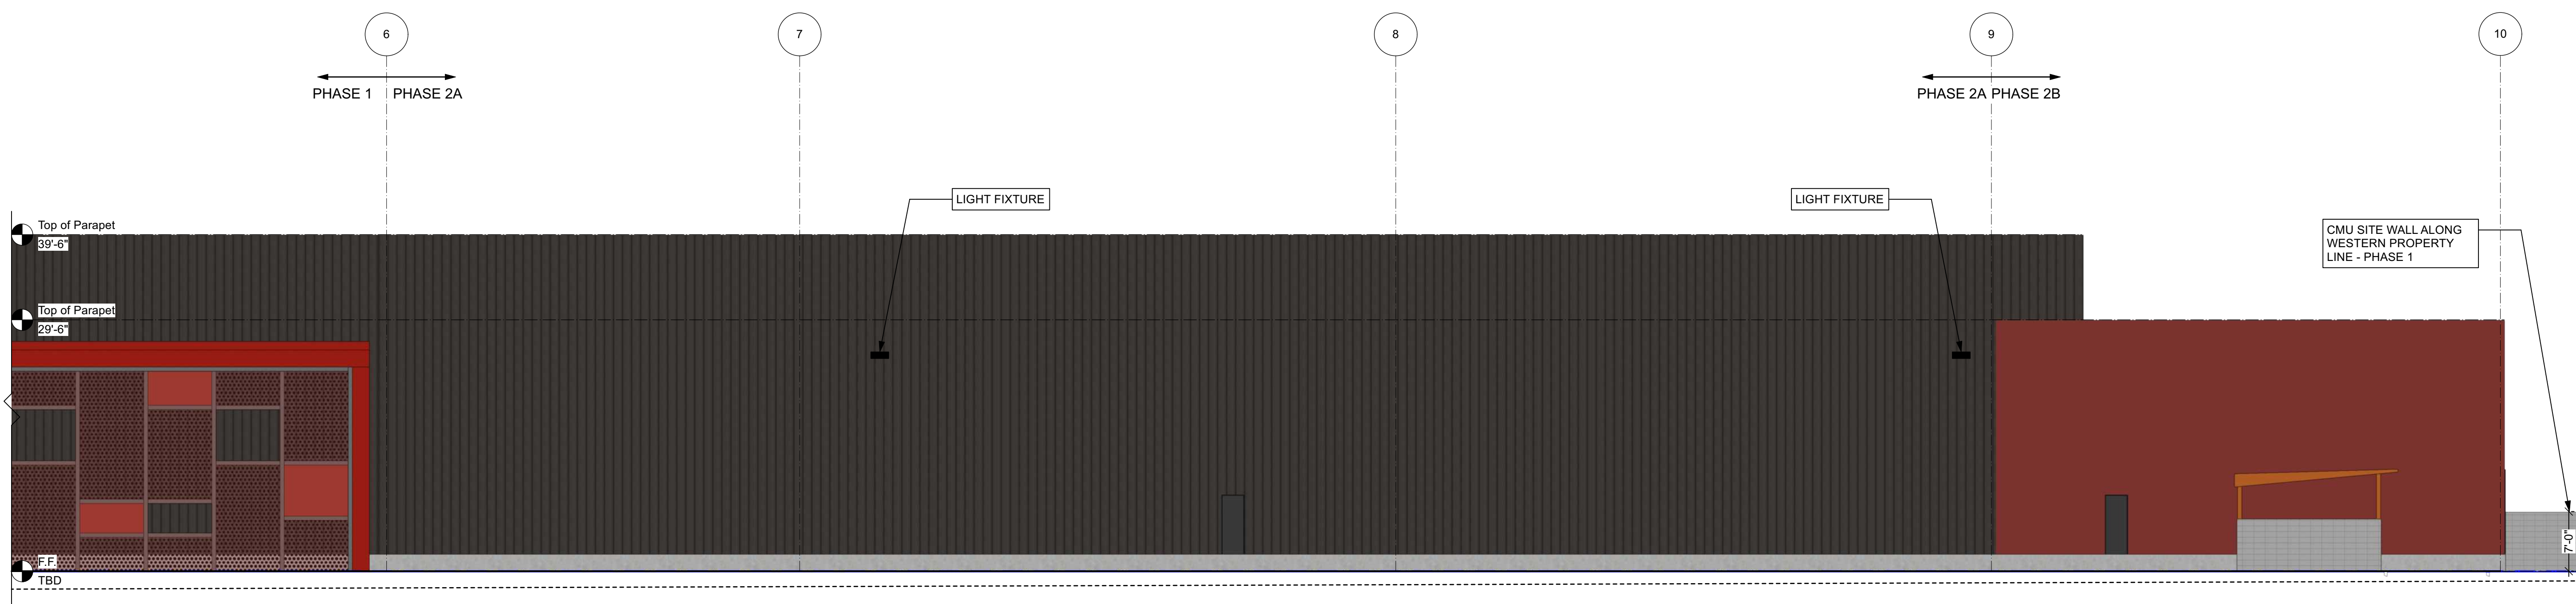 6
7
8
9
10
PHASE 1
PHASE 2A
PHASE 2A
PHASE 2B
LIGHT FIXTURE
LIGHT FIXTURE
CMU SITE WALL ALONG
WESTERN PROPERTY
LINE - PHASE 1
Top of Parapet
39'-6"
Top of Parapet
29'-6"
7'-0"
F.F.
TBD